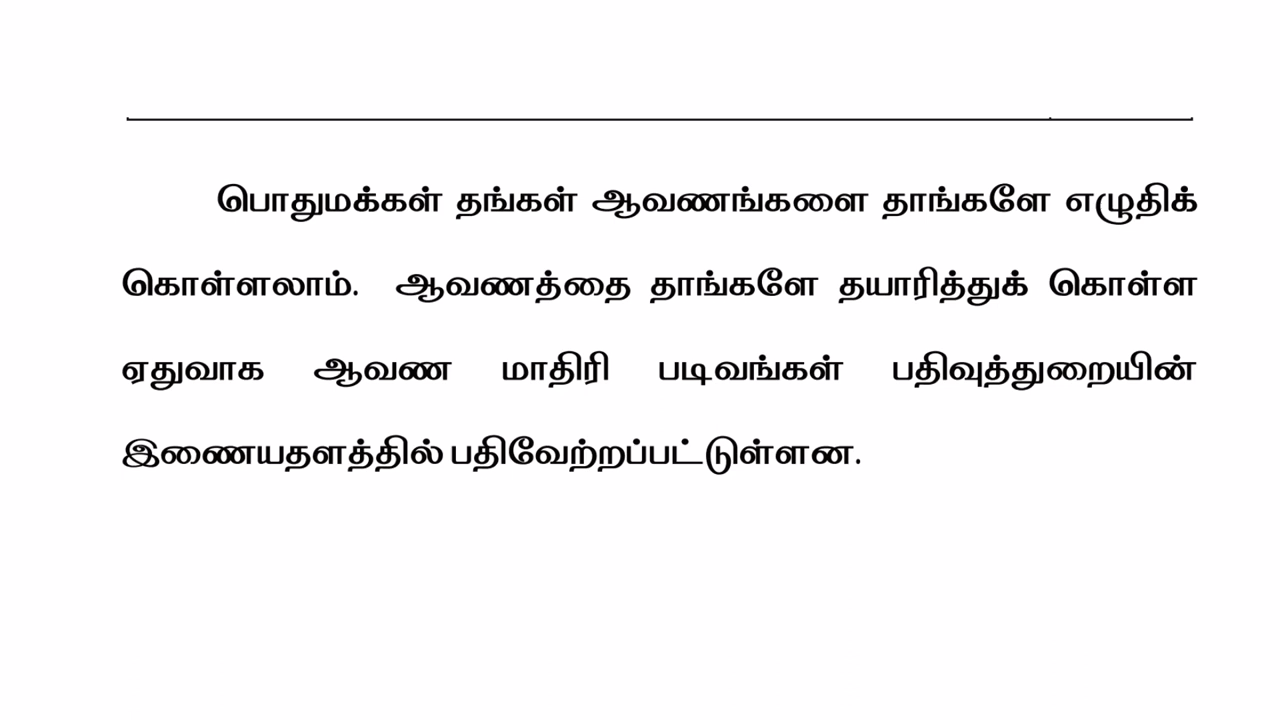 பொதுமக்கள் தங்கள் ஆவணங்களை தாங்களே எழுதிக்
கொள்ளலாம். ஆவணத்தை தாங்களே தயாரித்துக் கொள்ள
ஏதுவாக ஆவண மாதிரி படிவங்கள் பதிவுத்துறையின்
இணையதளத்தில் பதிவேற்றப்பட்டுள்ளன.